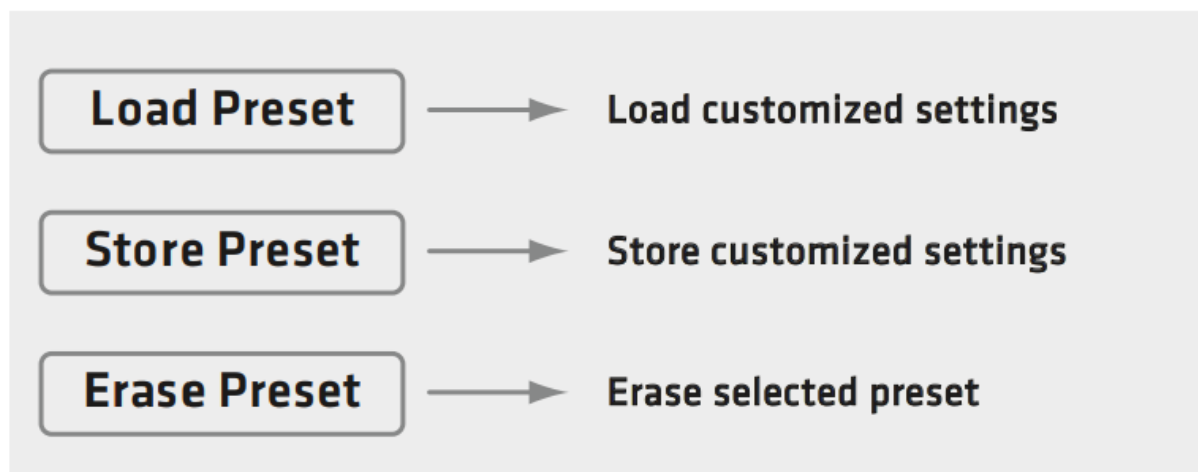 Load Preset Load customized settings
Store Preset Store customized settings
Erase Preset Erase selected preset